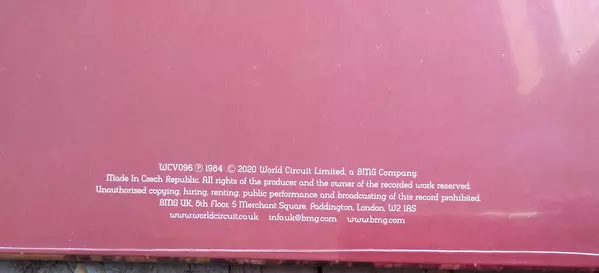 WCV096 ℗ 1984 © 2020 World Circuit Limited, a BMG Company.
Made In Czech Republic. All rights of the producer and the owner of the recorded work reserved.
Unauthorised copying, hiring, renting, public performance and broadcasting of this record prohibited.
BMG UK, 8th Floor, 5 Merchant Square, Paddington, London, W2 1AS
www.worldcircuit.co.uk info.uk@bmg.com www.bmg.com